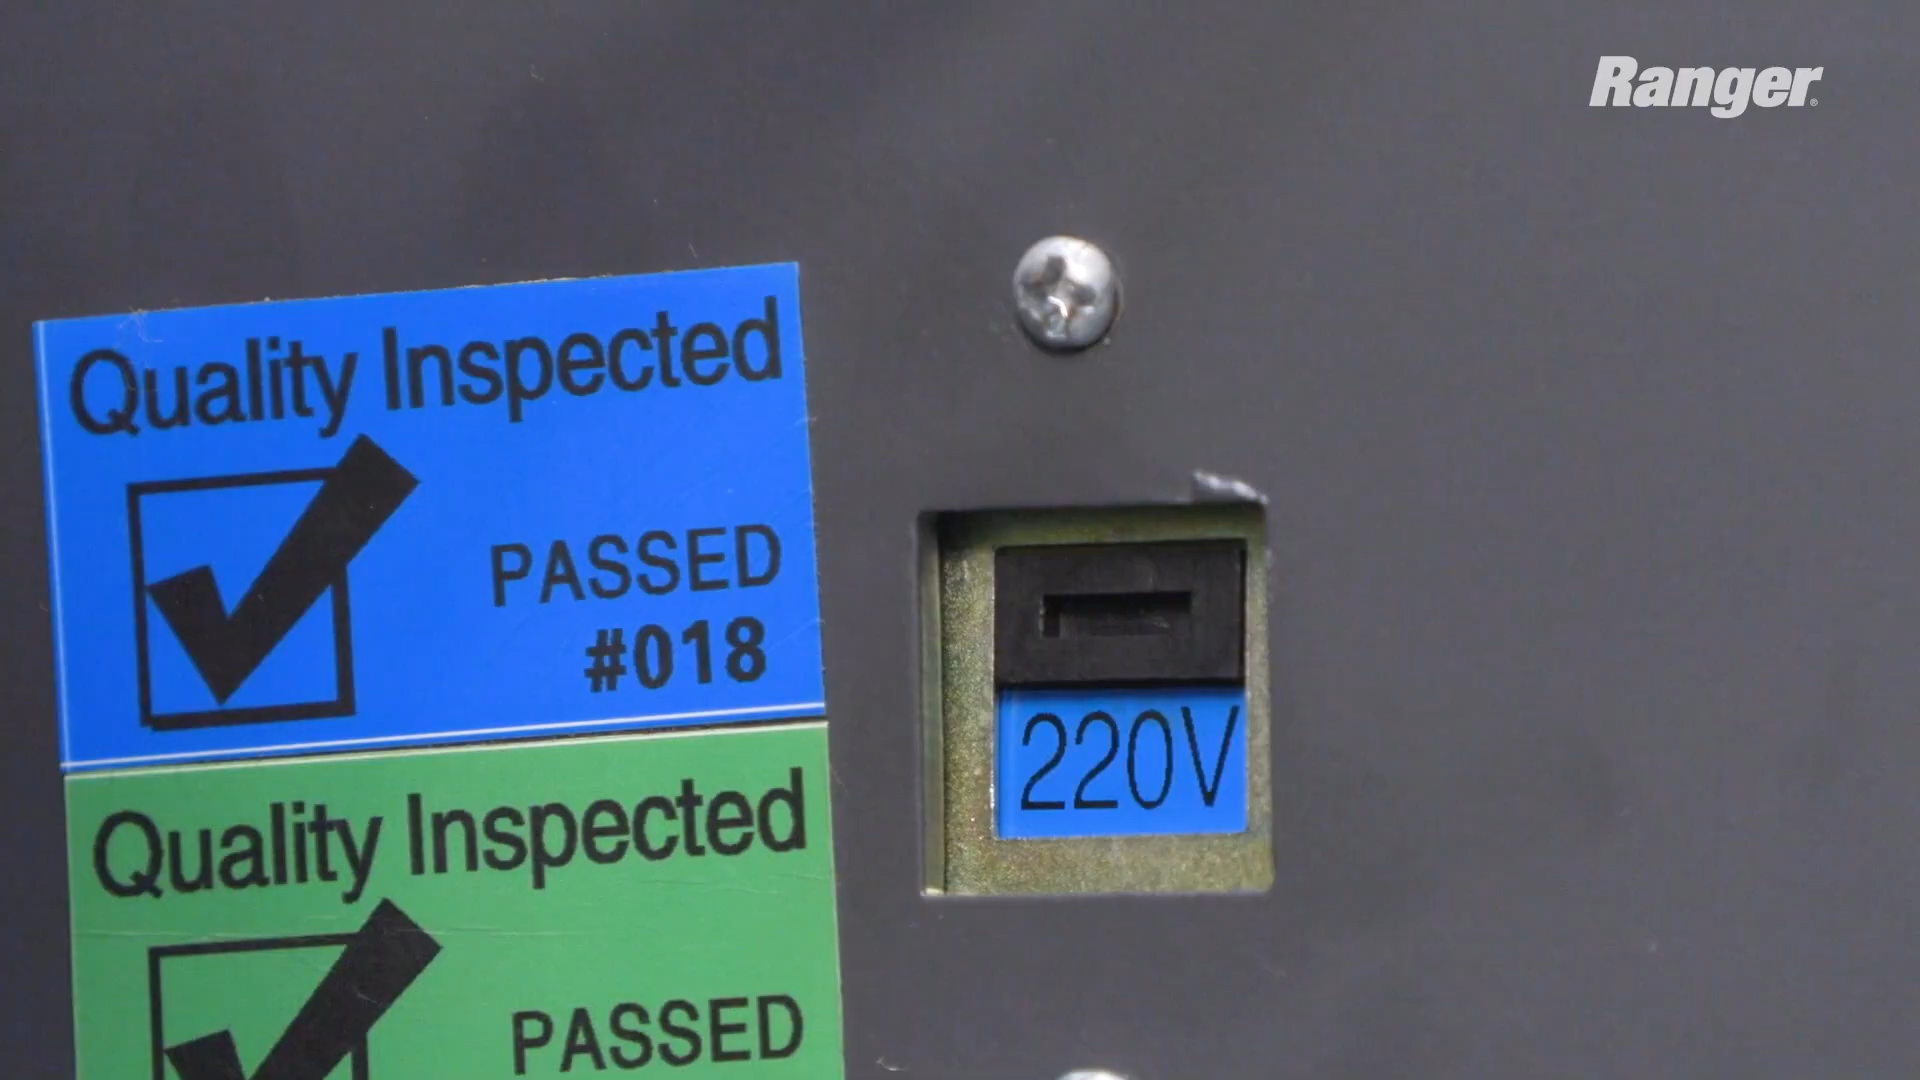 Ranger
Quality Inspected
PASSED
#018
220V
Quality Inspected
PASSED